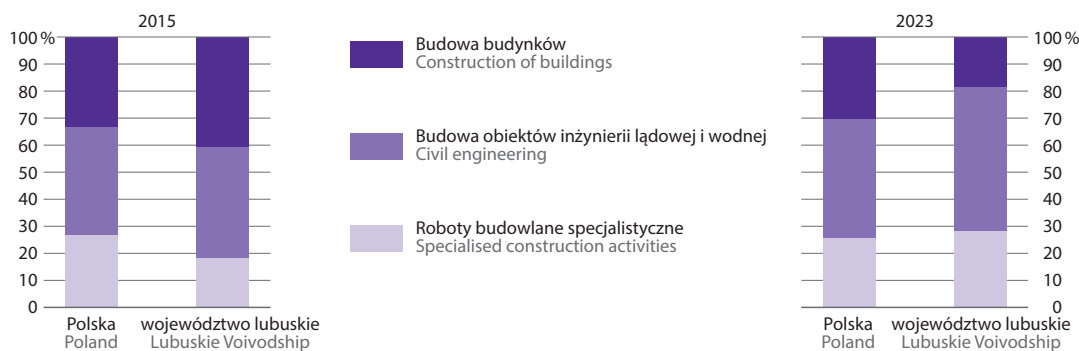 2015
100 %
90
80
70
60
50
40
30
20
10
0
Polska
Poland
województwo lubuskie
Lubuskie Voivodship
Budowa budynków
Construction of buildings
Budowa obiektów inżynierii lądowej i wodnej
Civil engineering
Roboty budowlane specjalistyczne
Specialised construction activities
2023
100 %
90
80
70
60
50
40
30
20
10
0
Polska
Poland
województwo lubuskie
Lubuskie Voivodship